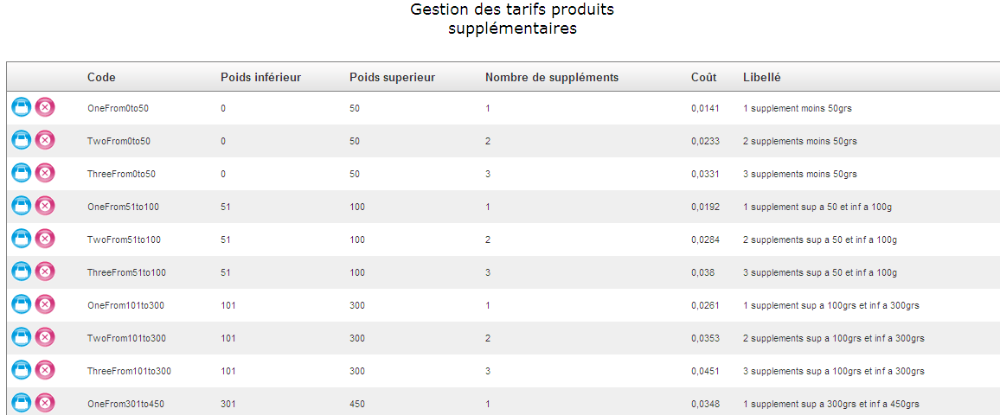 Gestion des tarifs produits
supplémentaires
Code Poids inférieur Poids superieur Nombre de suppléments Coût Libellé
OneFrom0to50 0 50 1 0,0141 1 supplement moins 50grs
TwoFrom0to50 0 50 2 0,0233 2 supplements moins 50grs
ThreeFrom0to50 0 50 3 0,0331 3 supplements moins 50grs
OneFrom51to100 51 100 1 0,0192 1 supplement sup a 50 et inf a 100g
TwoFrom51to100 51 100 2 0,0284 2 supplements sup a 50 et inf a 100g
ThreeFrom51to100 51 100 3 0,038 3 supplements sup a 50 et inf a 100g
OneFrom101to300 101 300 1 0,0261 1 supplement sup a 100grs et inf a 300grs
TwoFrom101to300 101 300 2 0,0353 2 supplements sup a 100grs et inf a 300grs
ThreeFrom101to300 101 300 3 0,0451 3 supplements sup a 100grs et inf a 300grs
OneFrom301to450 301 450 1 0,0348 1 supplement sup a 300grs et inf a 450grs